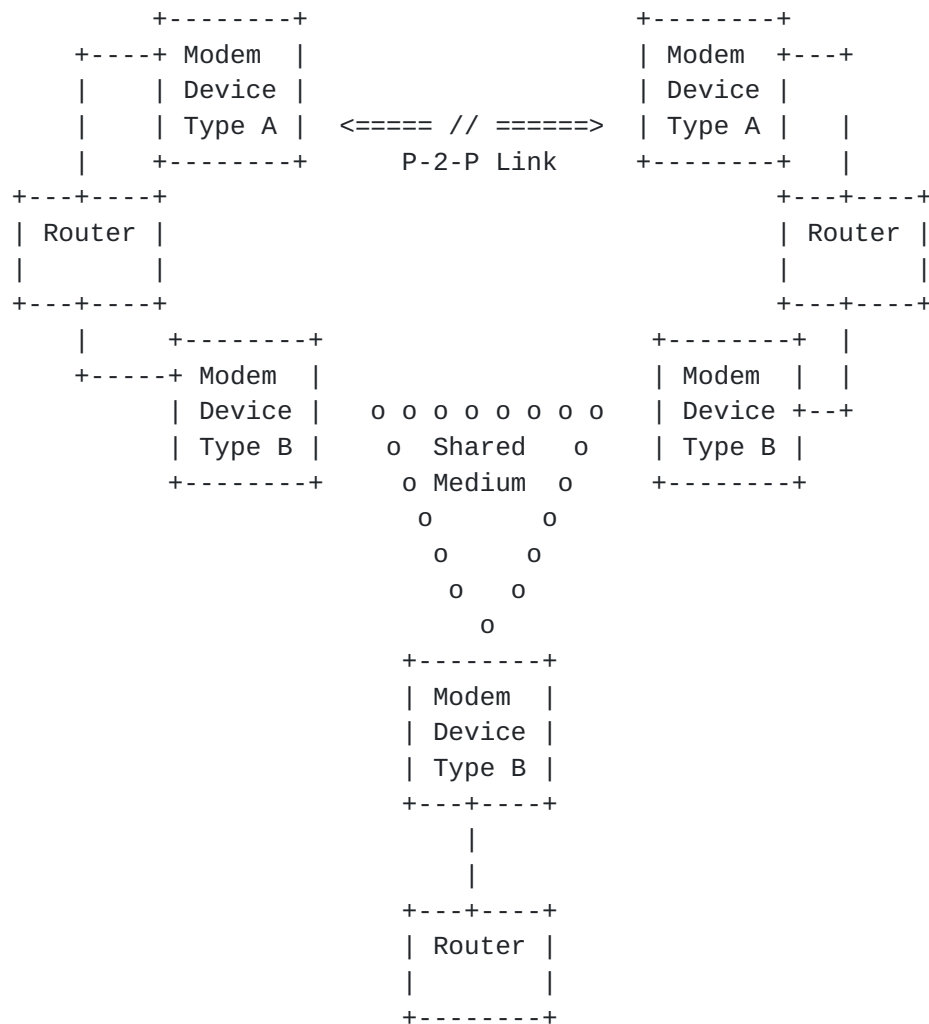 +--------+                     +--------+
   +----+ Modem  |                     | Modem  +---+
   |    | Device |                     | Device |
   |    | Type A |  <===== // ======>  | Type A |   |
   |    +--------+      P-2-P Link     +--------+   |
+---+----+                                       +---+----+
| Router |                                       | Router |
|        |                                       |        |
+---+----+                                       +---+----+
    |     +--------+                     +--------+  |
    +-----+ Modem  |                     | Modem  |  |
          | Device |   o o o o o o o o   | Device +--+
          | Type B |    o  Shared   o    | Type B |
          +--------+     o Medium  o     +--------+
                          o       o
                           o     o
                            o   o
                              o
                         +--------+
                         | Modem  |
                         | Device |
                         | Type B |
                         +---+----+
                             |
                             |
                         +---+----+
                         | Router |
                         |        |
                         +--------+